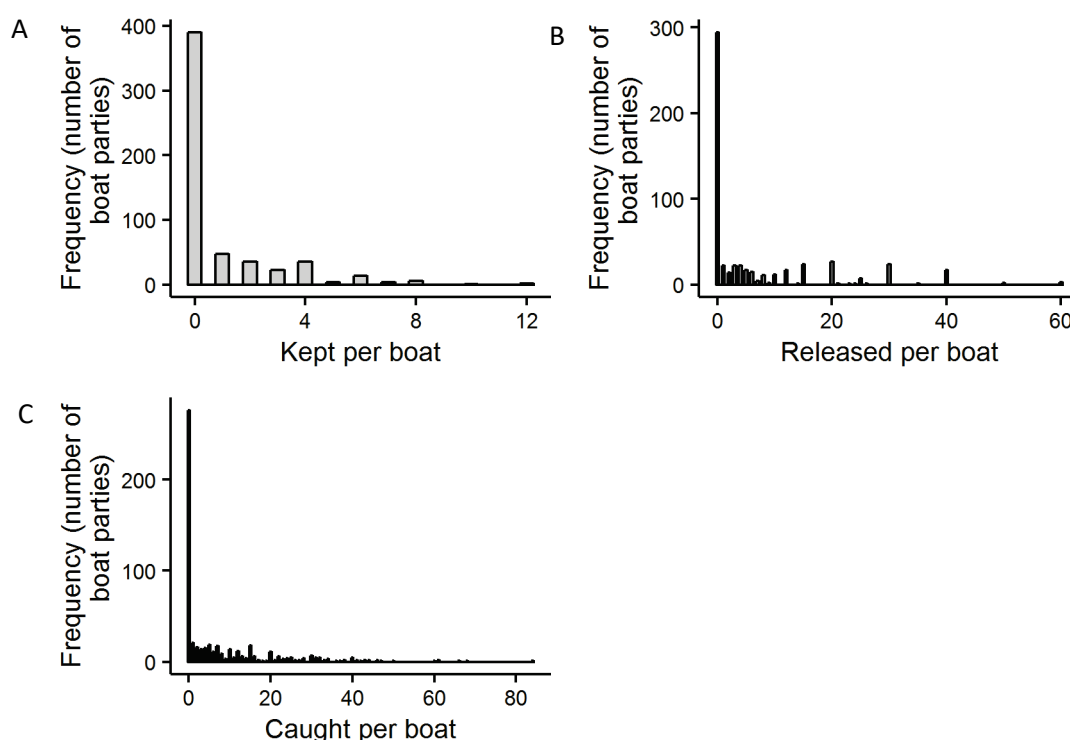 A
Frequency (number of
boat parties)
400
300
200
100
0
0 4 8 12
Kept per boat
B
Frequency (number of
boat parties)
300
200
100
0
0 20 40 60
Released per boat
C
Frequency (number of
boat parties)
200
100
0
0 20 40 60 80
Caught per boat